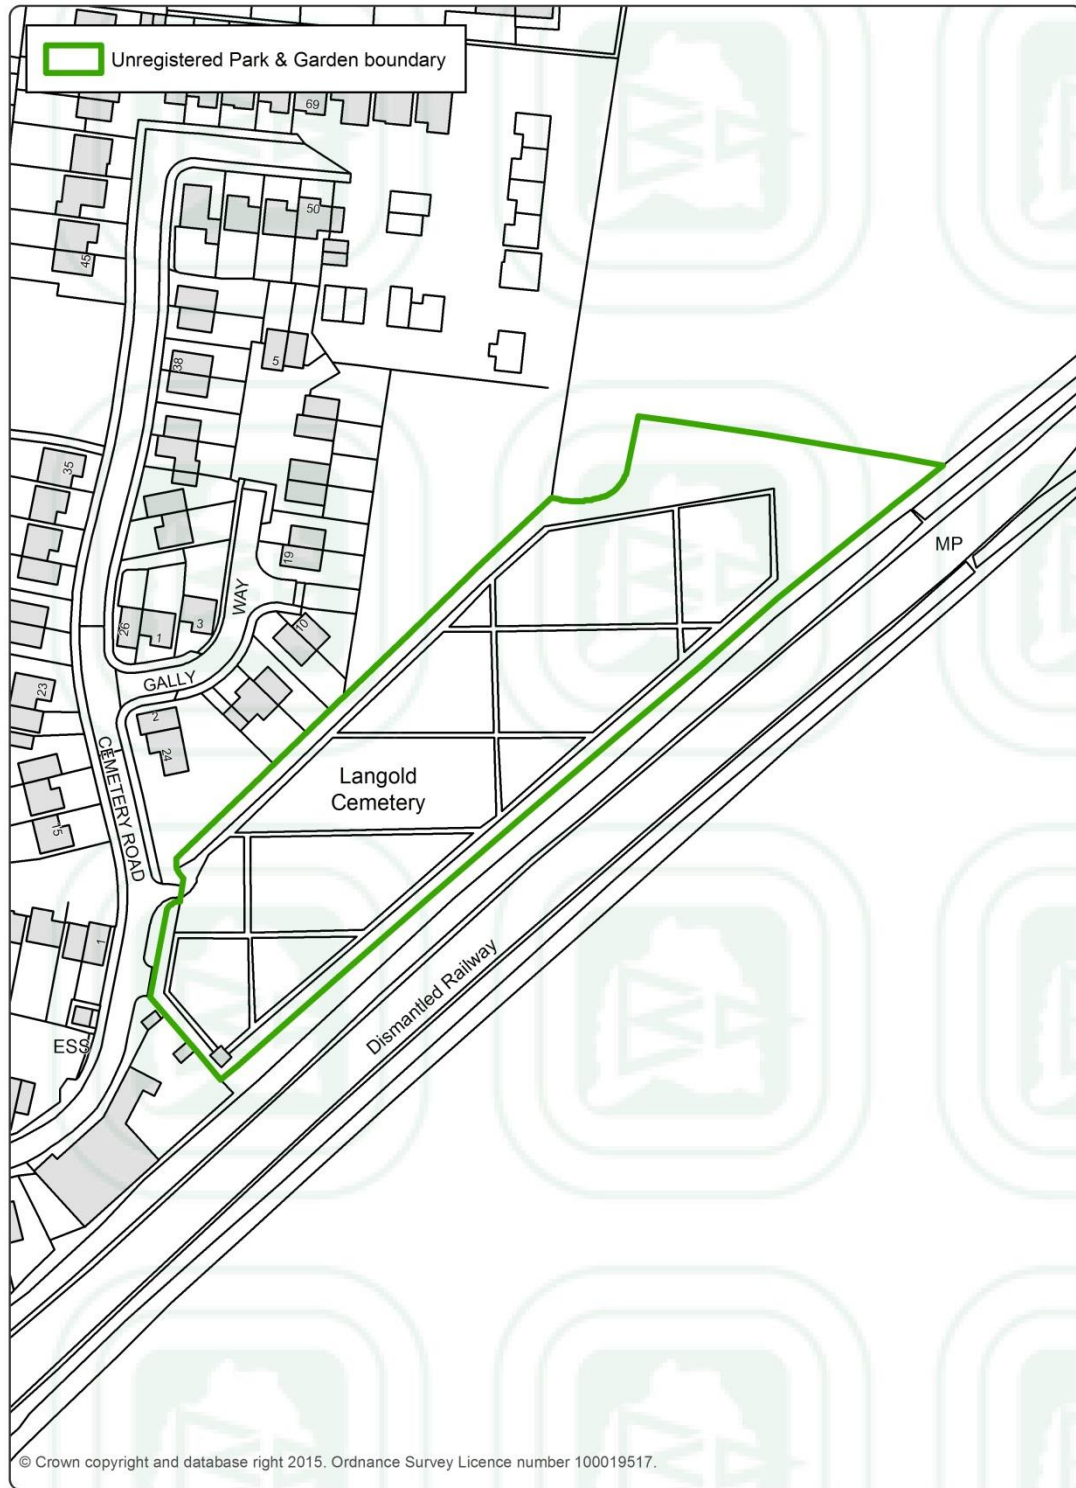 Unregistered Park & Garden boundary
69
50
45
5
38
35
19
WAY
26
1
3
10
GALLY
23
2
24
CEMETERY ROAD
15
1
ESS
MP
Langold
Cemetery
Dismantled Railway
© Crown copyright and database right 2015. Ordnance Survey Licence number 100019517.